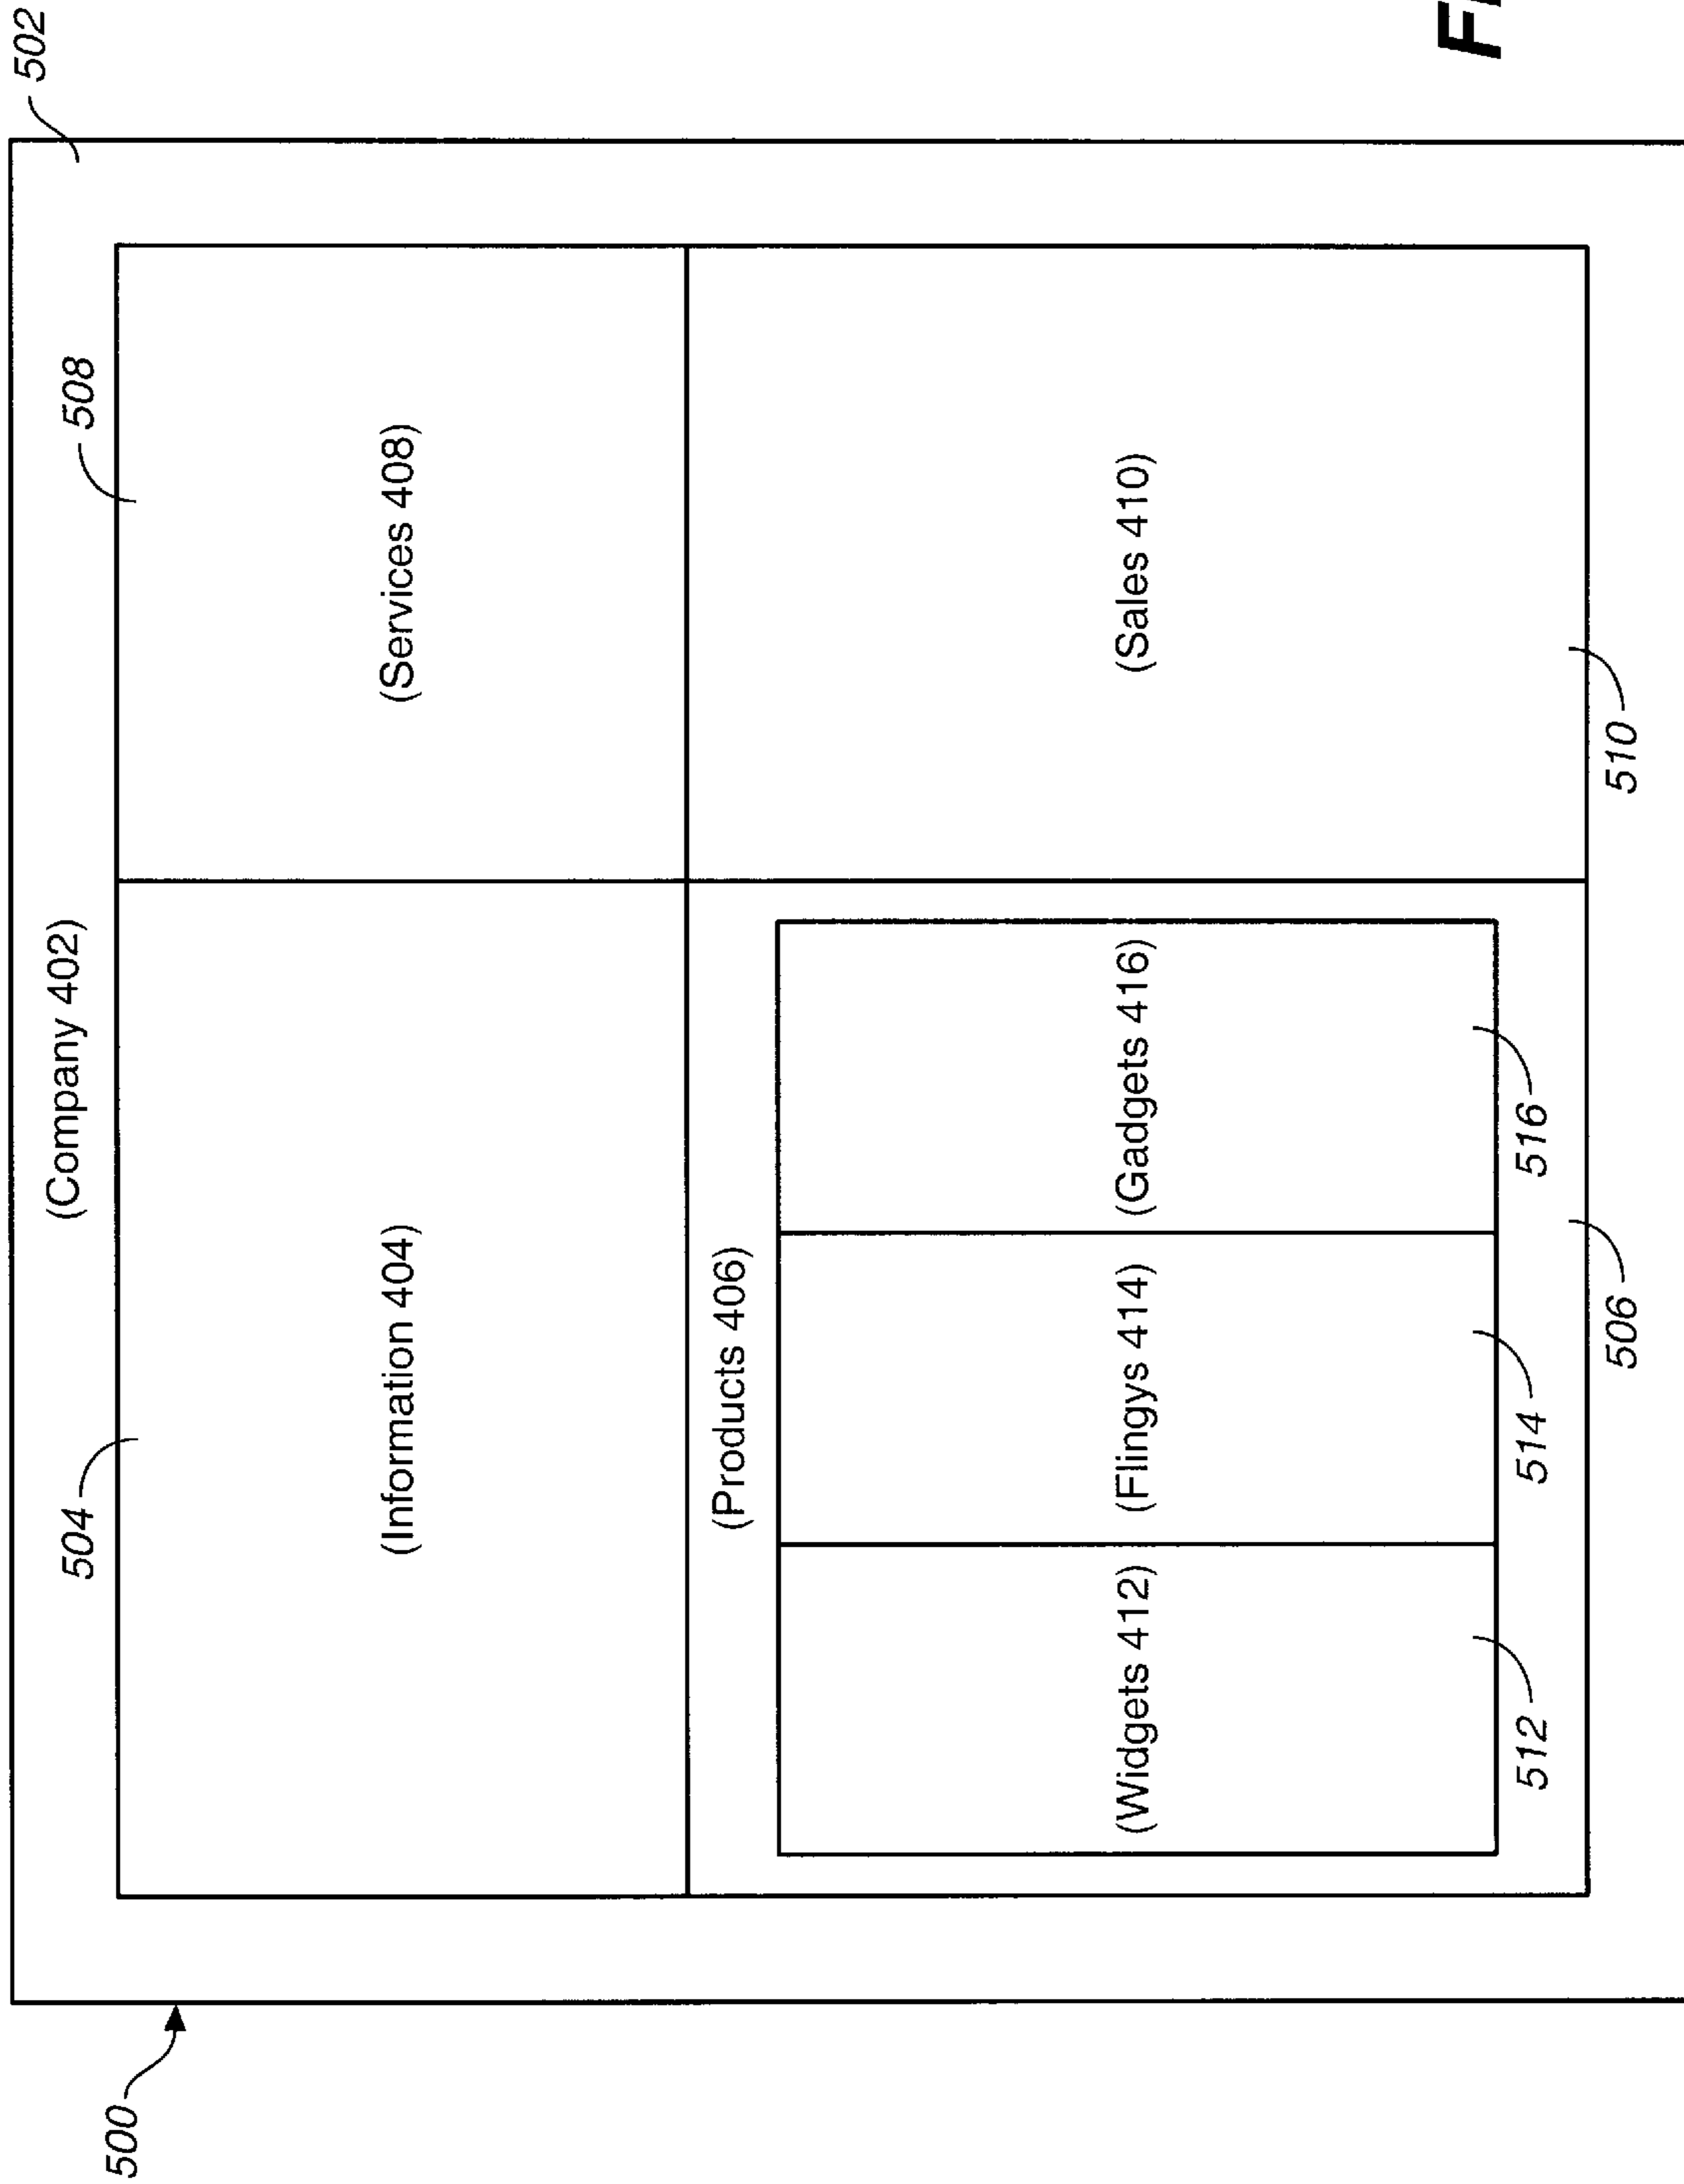 500
502
(Company 402)
504
508
(Information 404)
(Services 408)
(Products 406)
(Widgets 412)
(Flingys 414)
(Gadgets 416)
(Sales 410)
512
514
516
506
510